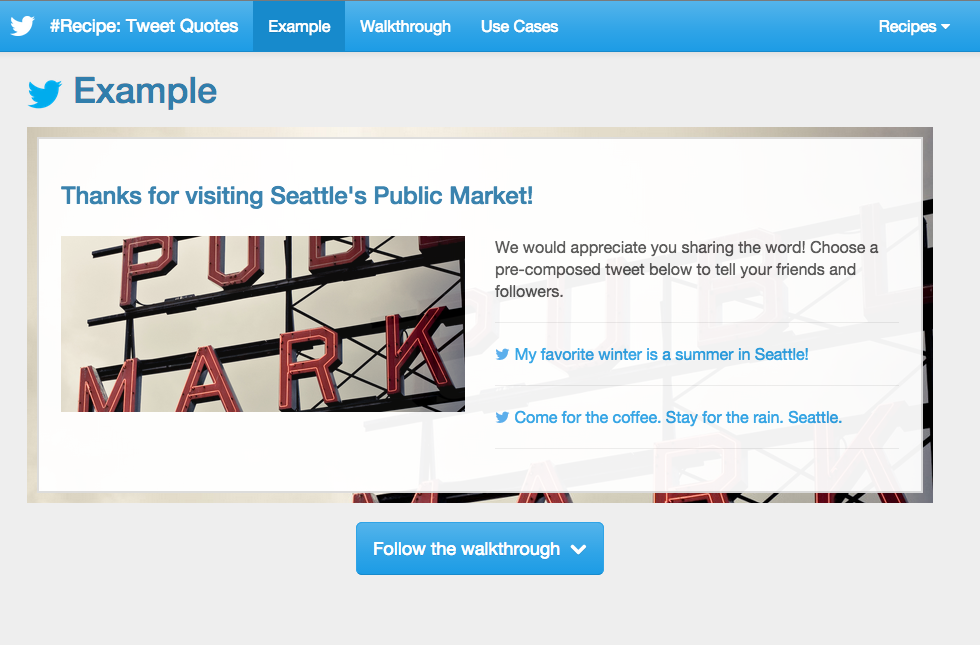 #Recipe: Tweet Quotes Example Walkthrough Use Cases Recipes
Example
Thanks for visiting Seattle's Public Market!
PUBL
MARK
We would appreciate you sharing the word! Choose a
pre-composed tweet below to tell your friends and
followers.
My favorite winter is a summer in Seattle!
Come for the coffee. Stay for the rain. Seattle.
PUBL
MARK
Follow the walkthrough